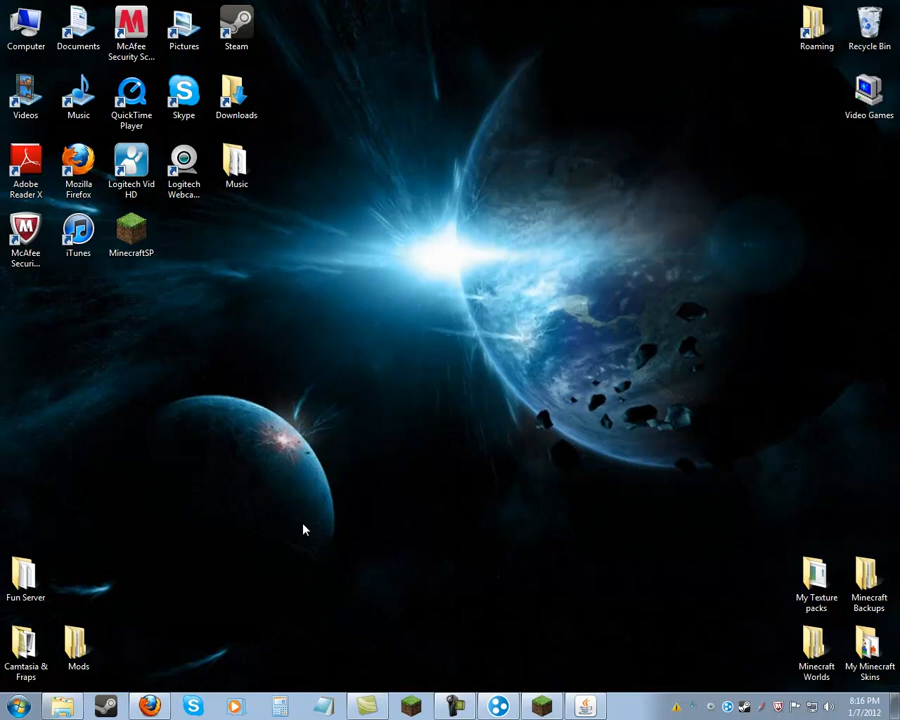 Computer
Documents
McAfee
Security Sc...
Pictures
Steam
Roaming
Recycle Bin
Videos
Music
QuickTime
Player
Skype
Downloads
Video Games
Adobe
Reader X
Mozilla
Firefox
Logitech Vid
HD
Logitech
Webca...
Music
McAfee
Securi...
iTunes
MinecraftSP
Fun Server
My Texture
packs
Minecraft
Backups
Camtasia &
Fraps
Mods
Minecraft
Worlds
My Minecraft
Skins
8:16 PM
1/7/2012